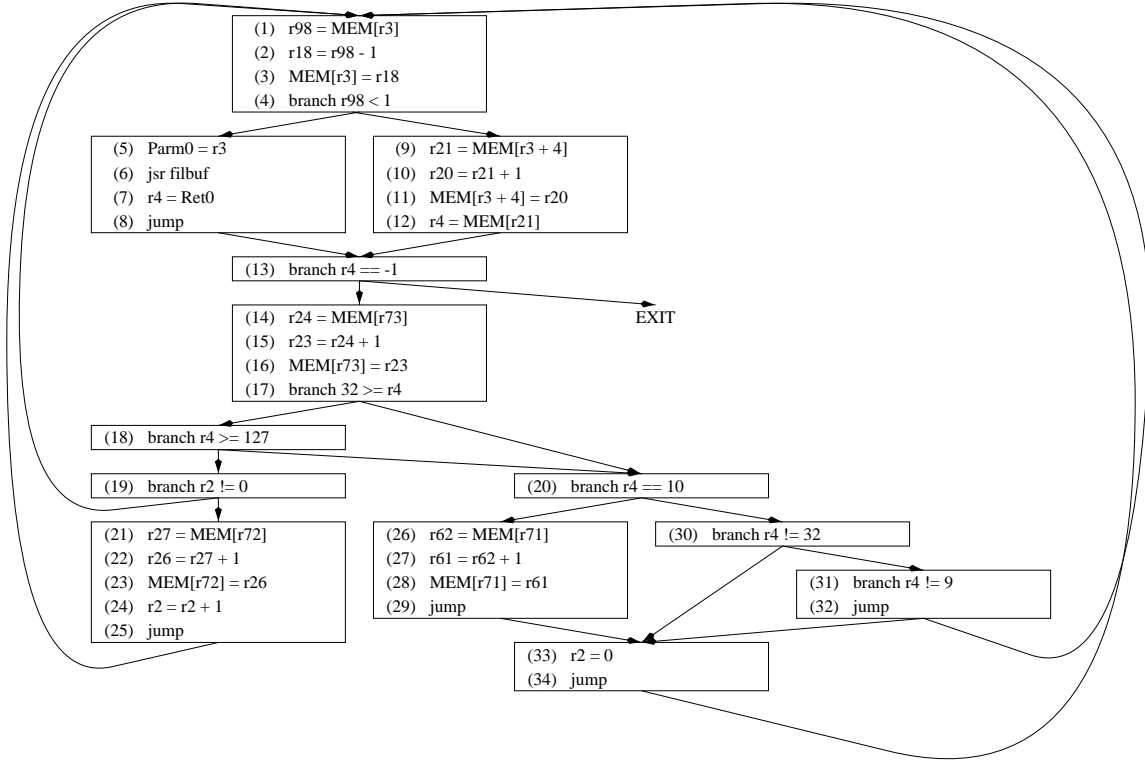 (1) r98 = MEM[r3]
(2) r18 = r98 - 1
(3) MEM[r3] = r18
(4) branch r98 < 1
(5) Parm0 = r3
(6) jsr filbuf
(7) r4 = Ret0
(8) jump
(9) r21 = MEM[r3 + 4]
(10) r20 = r21 + 1
(11) MEM[r3 + 4] = r20
(12) r4 = MEM[r21]
(13) branch r4 == -1
EXIT
(14) r24 = MEM[r73]
(15) r23 = r24 + 1
(16) MEM[r73] = r23
(17) branch 32 >= r4
(18) branch r4 >= 127
(19) branch r2 != 0
(20) branch r4 == 10
(21) r27 = MEM[r72]
(22) r26 = r27 + 1
(23) MEM[r72] = r26
(24) r2 = r2 + 1
(25) jump
(26) r62 = MEM[r71]
(27) r61 = r62 + 1
(28) MEM[r71] = r61
(29) jump
(30) branch r4 != 32
(31) branch r4 != 9
(32) jump
(33) r2 = 0
(34) jump